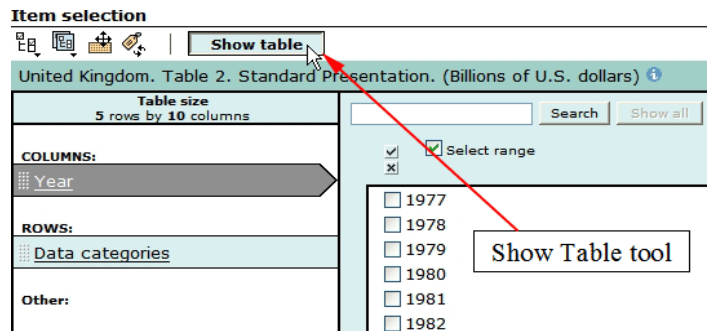 Item selection
Show table
United Kingdom. Table 2. Standard Presentation. (Billions of U.S. dollars)
Table size
5 rows by 10 columns
Search
Show all
COLUMNS:
Select range
Year
1977
1978
ROWS:
1979
Data categories
Show Table tool
1980
1981
Other:
1982